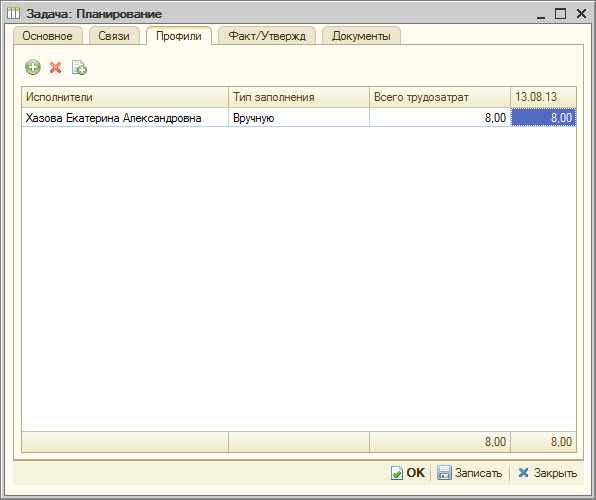 Задача: Планирование
Основное Связи Профили Факт/Утвержд Документы
Исполнители Тип заполнения Всего трудозатрат 13.08.13
Хазова Екатерина Александровна Вручную 8,00 8,00
8,00 8,00
OK Записать Закрыть